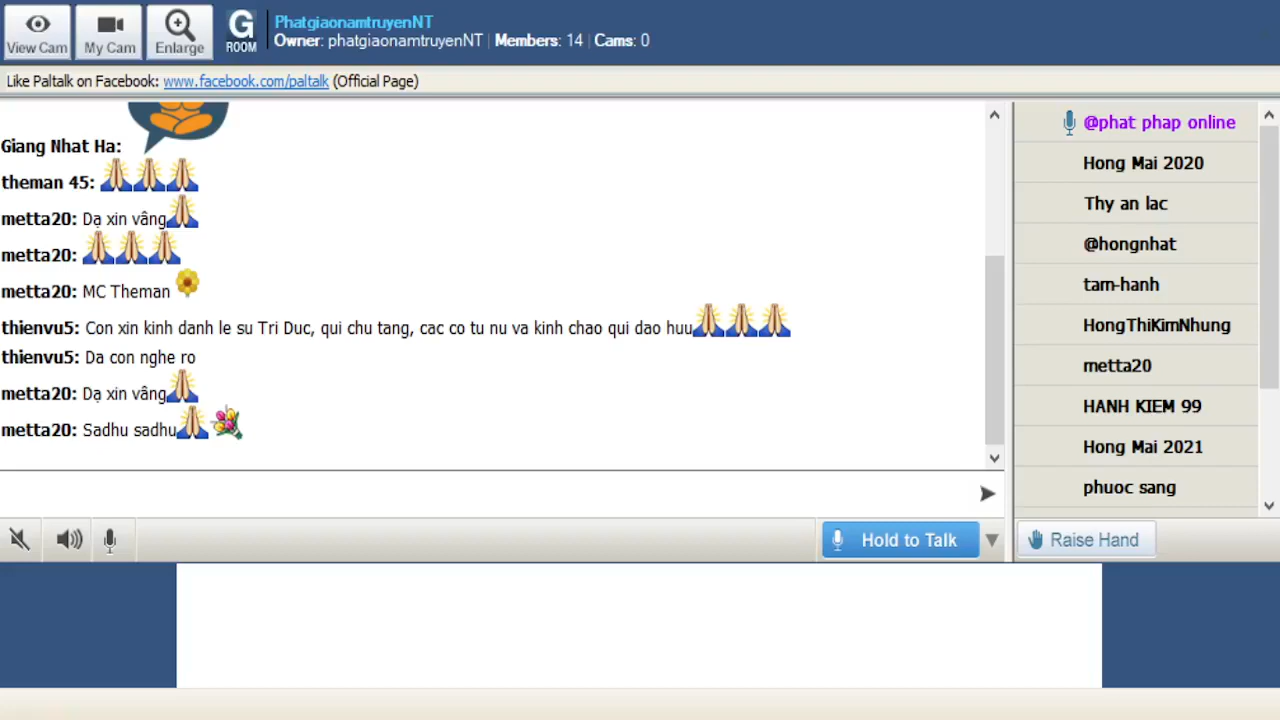 View Cam
My Cam
Enlarge
G
ROOM
PhatgiaonamtruyenNT
Owner: phatgiaonamtruyenNT | Members: 14 | Cams: 0
Like Paltalk on Facebook: www.facebook.com/paltalk (Official Page)
Giang Nhat Ha:
theman 45:
metta20: Dạ xin vâng
metta20:
metta20: MC Theman
thienvu5: Con xin kinh danh le su Tri Duc, qui chu tang, cac co tu nu va kinh chao qui dao huu
thienvu5: Da con nghe ro
metta20: Dạ xin vâng
metta20: Sadhu sadhu
@phat phap online
Hong Mai 2020
Thy an lac
@hongnhat
tam-hanh
HongThiKimNhung
metta20
HANH KIEM 99
Hong Mai 2021
phuoc sang
Hold to Talk
Raise Hand